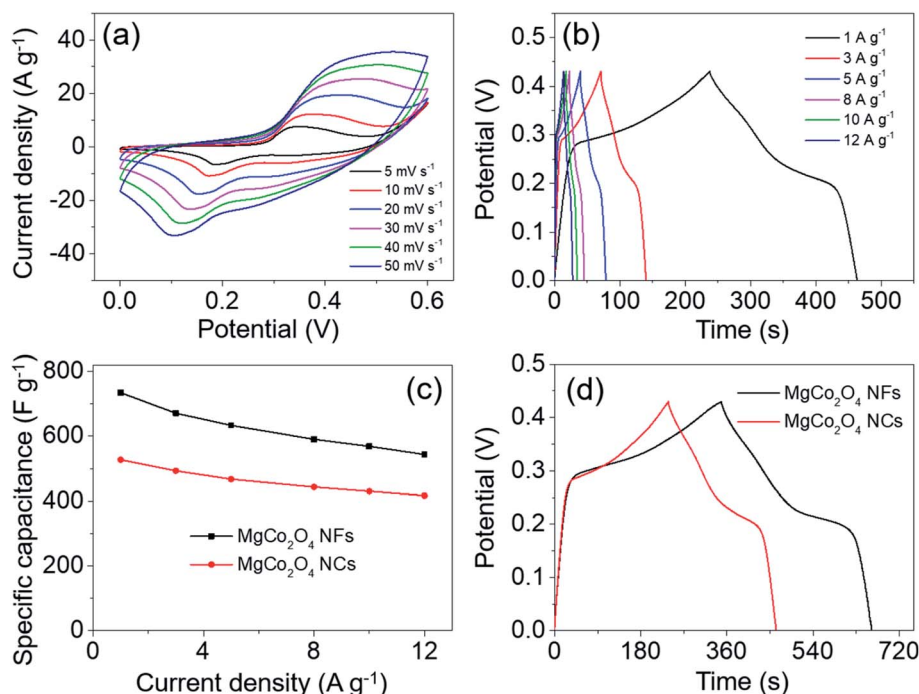 (a)
Current density (A g⁻¹)
40
20
0
-20
-40
0.0 0.2 0.4 0.6
Potential (V)
5 mV s⁻¹
10 mV s⁻¹
20 mV s⁻¹
30 mV s⁻¹
40 mV s⁻¹
50 mV s⁻¹
(b)
Potential (V)
0.5
0.4
0.3
0.2
0.1
0.0
0 100 200 300 400 500
Time (s)
1 A g⁻¹
3 A g⁻¹
5 A g⁻¹
8 A g⁻¹
10 A g⁻¹
12 A g⁻¹
(c)
Specific capacitance (F g⁻¹)
800
600
400
200
0
0 4 8 12
Current density (A g⁻¹)
MgCo₂O₄ NFs
MgCo₂O₄ NCs
(d)
Potential (V)
0.5
0.4
0.3
0.2
0.1
0.0
0 180 360 540 720
Time (s)
MgCo₂O₄ NFs
MgCo₂O₄ NCs